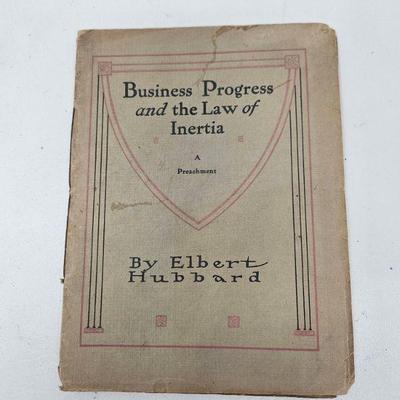 Business Progress
and the Law of
Inertia
A
Preachment
By Elbert
Hubbard